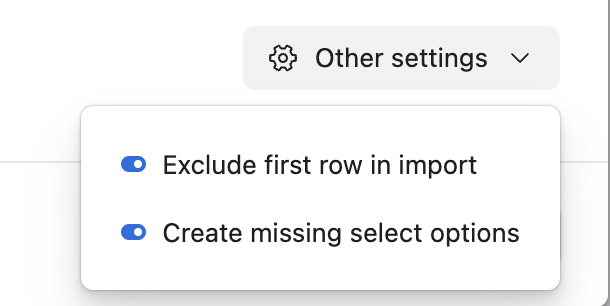 Other settings
Exclude first row in import
Create missing select options